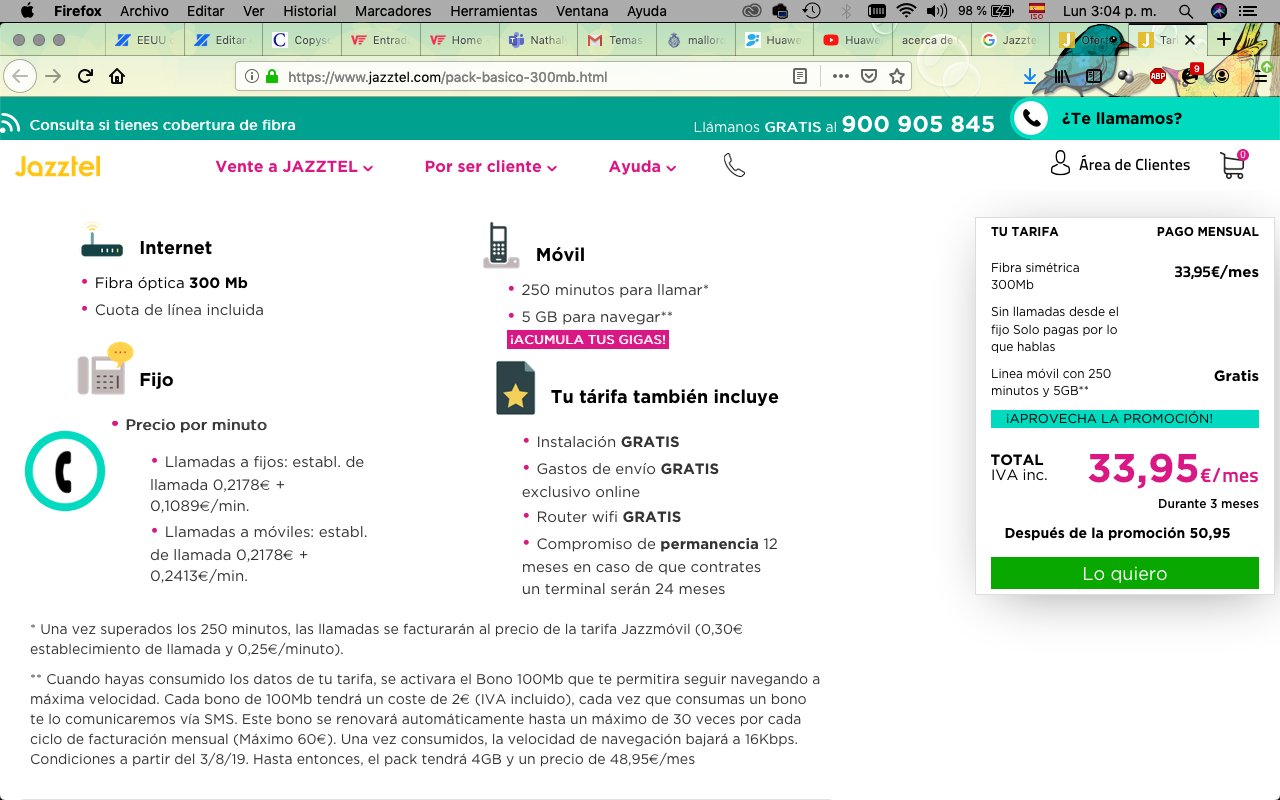 Firefox Archivo Editar Ver Historial Marcadores Herramientas Ventana Ayuda 98 % ISO Lun 3:04 p. m.
EEUU Editar C Copys Entrad Home Nathal Temas mallor Huawe Huawe acerca de Jazzte Ofertas Tar
https://www.jazztel.com/pack-basico-300mb.html ABP 9
Consulta si tienes cobertura de fibra Llámanos GRATIS al 900 905 845 ¿Te llamamos?
Jazztel Vente a JAZZTEL Por ser cliente Ayuda Área de Clientes 0
Internet
• Fibra óptica 300 Mb
• Cuota de línea incluida
Móvil
• 250 minutos para llamar*
• 5 GB para navegar**
¡ACUMULA TUS GIGAS!
Fijo
• Precio por minuto
• Llamadas a fijos: establ. de
llamada 0,2178€ +
0,1089€/min.
• Llamadas a móviles: establ.
de llamada 0,2178€ +
0,2413€/min.
Tu tárifa también incluye
• Instalación GRATIS
• Gastos de envío GRATIS
exclusivo online
• Router wifi GRATIS
• Compromiso de permanencia 12
meses en caso de que contrates
un terminal serán 24 meses
TU TARIFA PAGO MENSUAL
Fibra simétrica
300Mb
33,95€/mes
Sin llamadas desde el
fijo Solo pagas por lo
que hablas
Linea móvil con 250
minutos y 5GB**
Gratis
¡APROVECHA LA PROMOCIÓN!
TOTAL
IVA inc.
33,95€/mes
Durante 3 meses
Después de la promoción 50,95
Lo quiero
* Una vez superados los 250 minutos, las llamadas se facturarán al precio de la tarifa Jazzmóvil (0,30€
establecimiento de llamada y 0,25€/minuto).
** Cuando hayas consumido los datos de tu tarifa, se activara el Bono 100Mb que te permitira seguir navegando a
máxima velocidad. Cada bono de 100Mb tendrá un coste de 2€ (IVA incluido), cada vez que consumas un bono
te lo comunicaremos vía SMS. Este bono se renovará automáticamente hasta un máximo de 30 veces por cada
ciclo de facturación mensual (Máximo 60€). Una vez consumidos, la velocidad de navegación bajará a 16Kbps.
Condiciones a partir del 3/8/19. Hasta entonces, el pack tendrá 4GB y un precio de 48,95€/mes